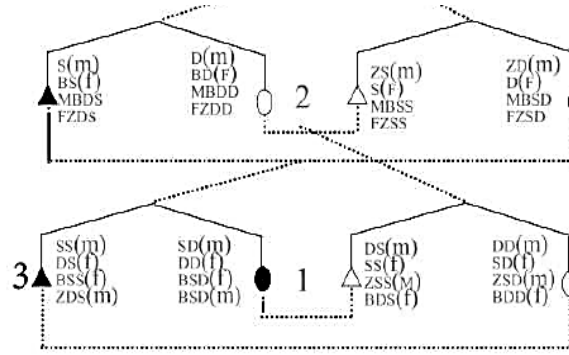 S(m)
BS(f)
MBDS
FZDS
D(m)
BD(F)
MBDD
FZDD
2
ZS(m)
S(F)
MBSS
FZSS
ZD(m)
D(F)
MBSD
FZSD
3
SS(m)
DS(f)
BSS(f)
ZDS(m)
SD(m)
DD(f)
BSD(f)
BSD(m)
1
DS(m)
SS(f)
ZSS(M)
BDS(f)
DD(m)
SD(f)
ZSD(m)
BDD(f)